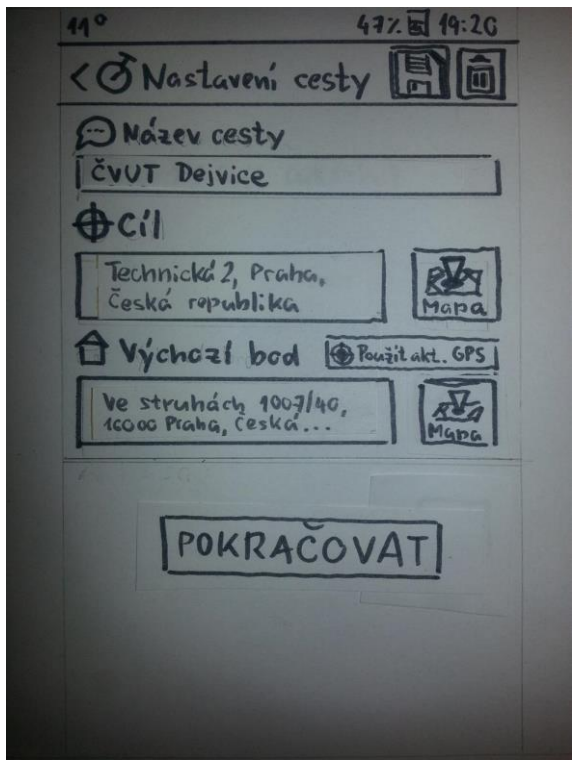 11° 47% 19:20
< Nastavení cesty
Název cesty
ČVUT Dejvice
Cíl
Technická 2, Praha,
Česká republika
Mapa
Výchozí bod
Použít akt. GPS
Ve struhách 1007/40,
16000 Praha, Česká...
Mapa
POKRAČOVAT